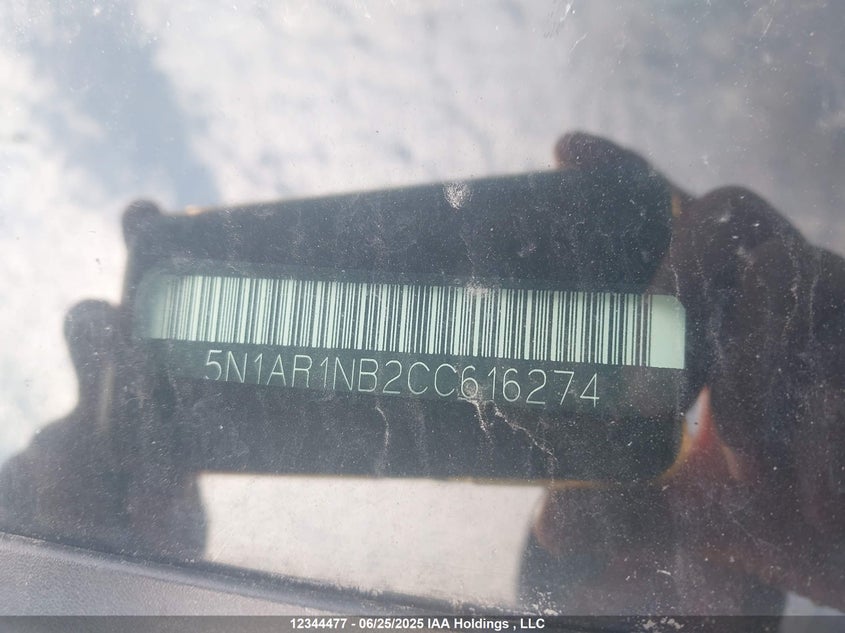 5N1AR1NB2CC616274
12344477 - 06/25/2025 IAA Holdings , LLC